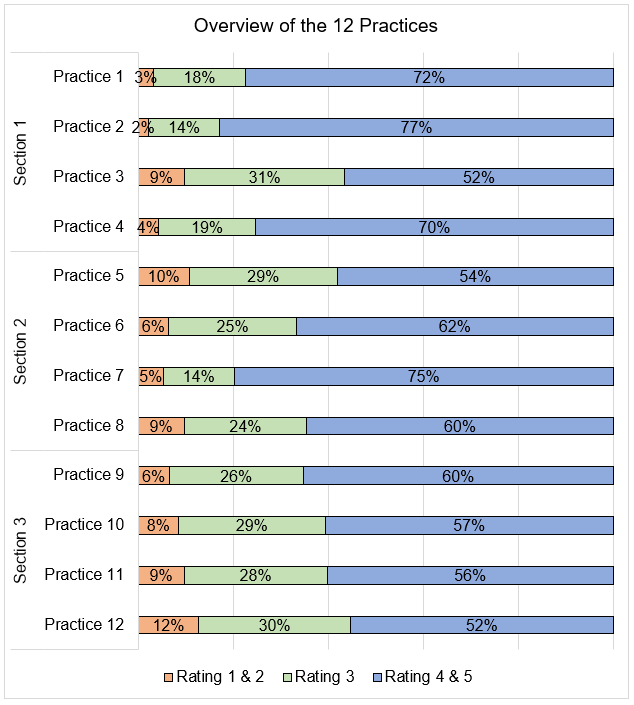 Overview of the 12 Practices
Section 1
Practice 1 3% 18% 72%
Practice 2 2% 14% 77%
Practice 3 9% 31% 52%
Practice 4 4% 19% 70%
Section 2
Practice 5 10% 29% 54%
Practice 6 6% 25% 62%
Practice 7 5% 14% 75%
Practice 8 9% 24% 60%
Section 3
Practice 9 6% 26% 60%
Practice 10 8% 29% 57%
Practice 11 9% 28% 56%
Practice 12 12% 30% 52%
Rating 1 & 2 Rating 3 Rating 4 & 5